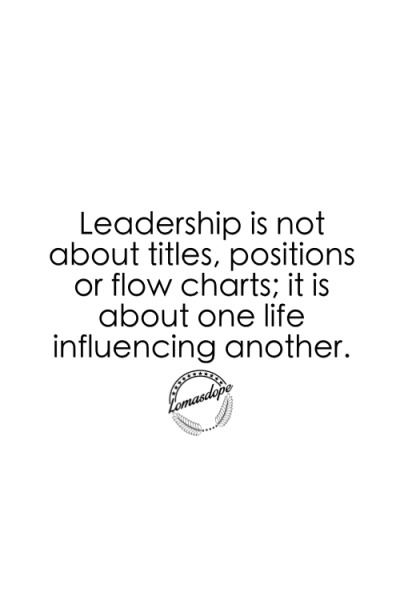 Leadership is not
about titles, positions
or flow charts; it is
about one life
influencing another.
Lomasdope